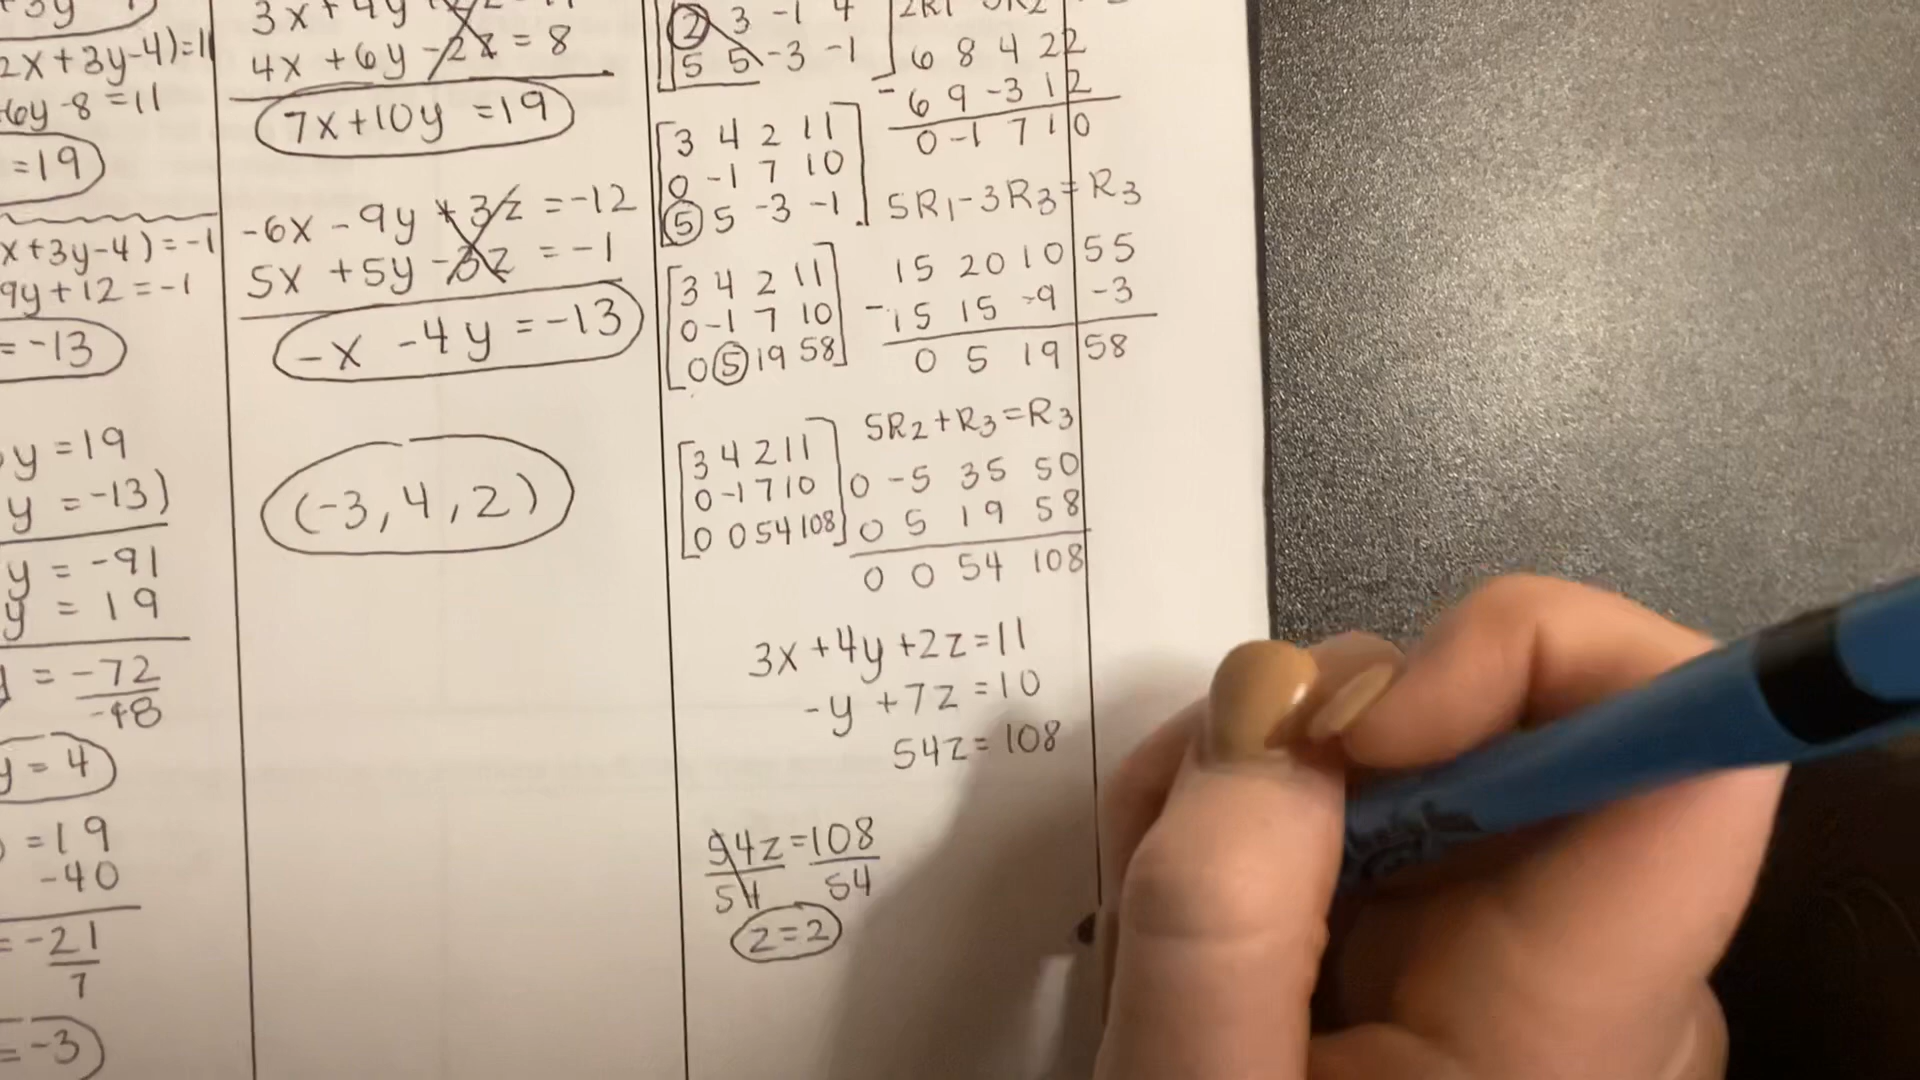 2x+3y-4)=11
+6y-8=11
=19
x+3y-4)=-1
9y+12=-1
=-13
y=19
y=-13)
y=-91
y=19
=-72
-48
y=4
=19
-40
=-21
7
=-3
3x+4y
4x+6y-2z=8
7x+10y=19
-6x-9y+3z=-12
5x+5y-3z=-1
-x-4y=-13
(-3,4,2)
2 3 -1 4
5 5 -3 -1
3 4 2 11
0 -1 7 10
5 5 -3 -1
3 4 2 11
0 -1 7 10
0 5 19 58
3 4 2 11
0 -1 7 10
0 0 54 108
6 8 4 22
-6 9 -3 12
0 -1 7 10
5R1-3R3=R3
15 20 10 55
-15 15 -9 -3
0 5 19 58
5R2+R3=R3
0 -5 35 50
0 5 19 58
0 0 54 108
3x+4y+2z=11
-y+7z=10
54z=108
54z=108
54 54
z=2